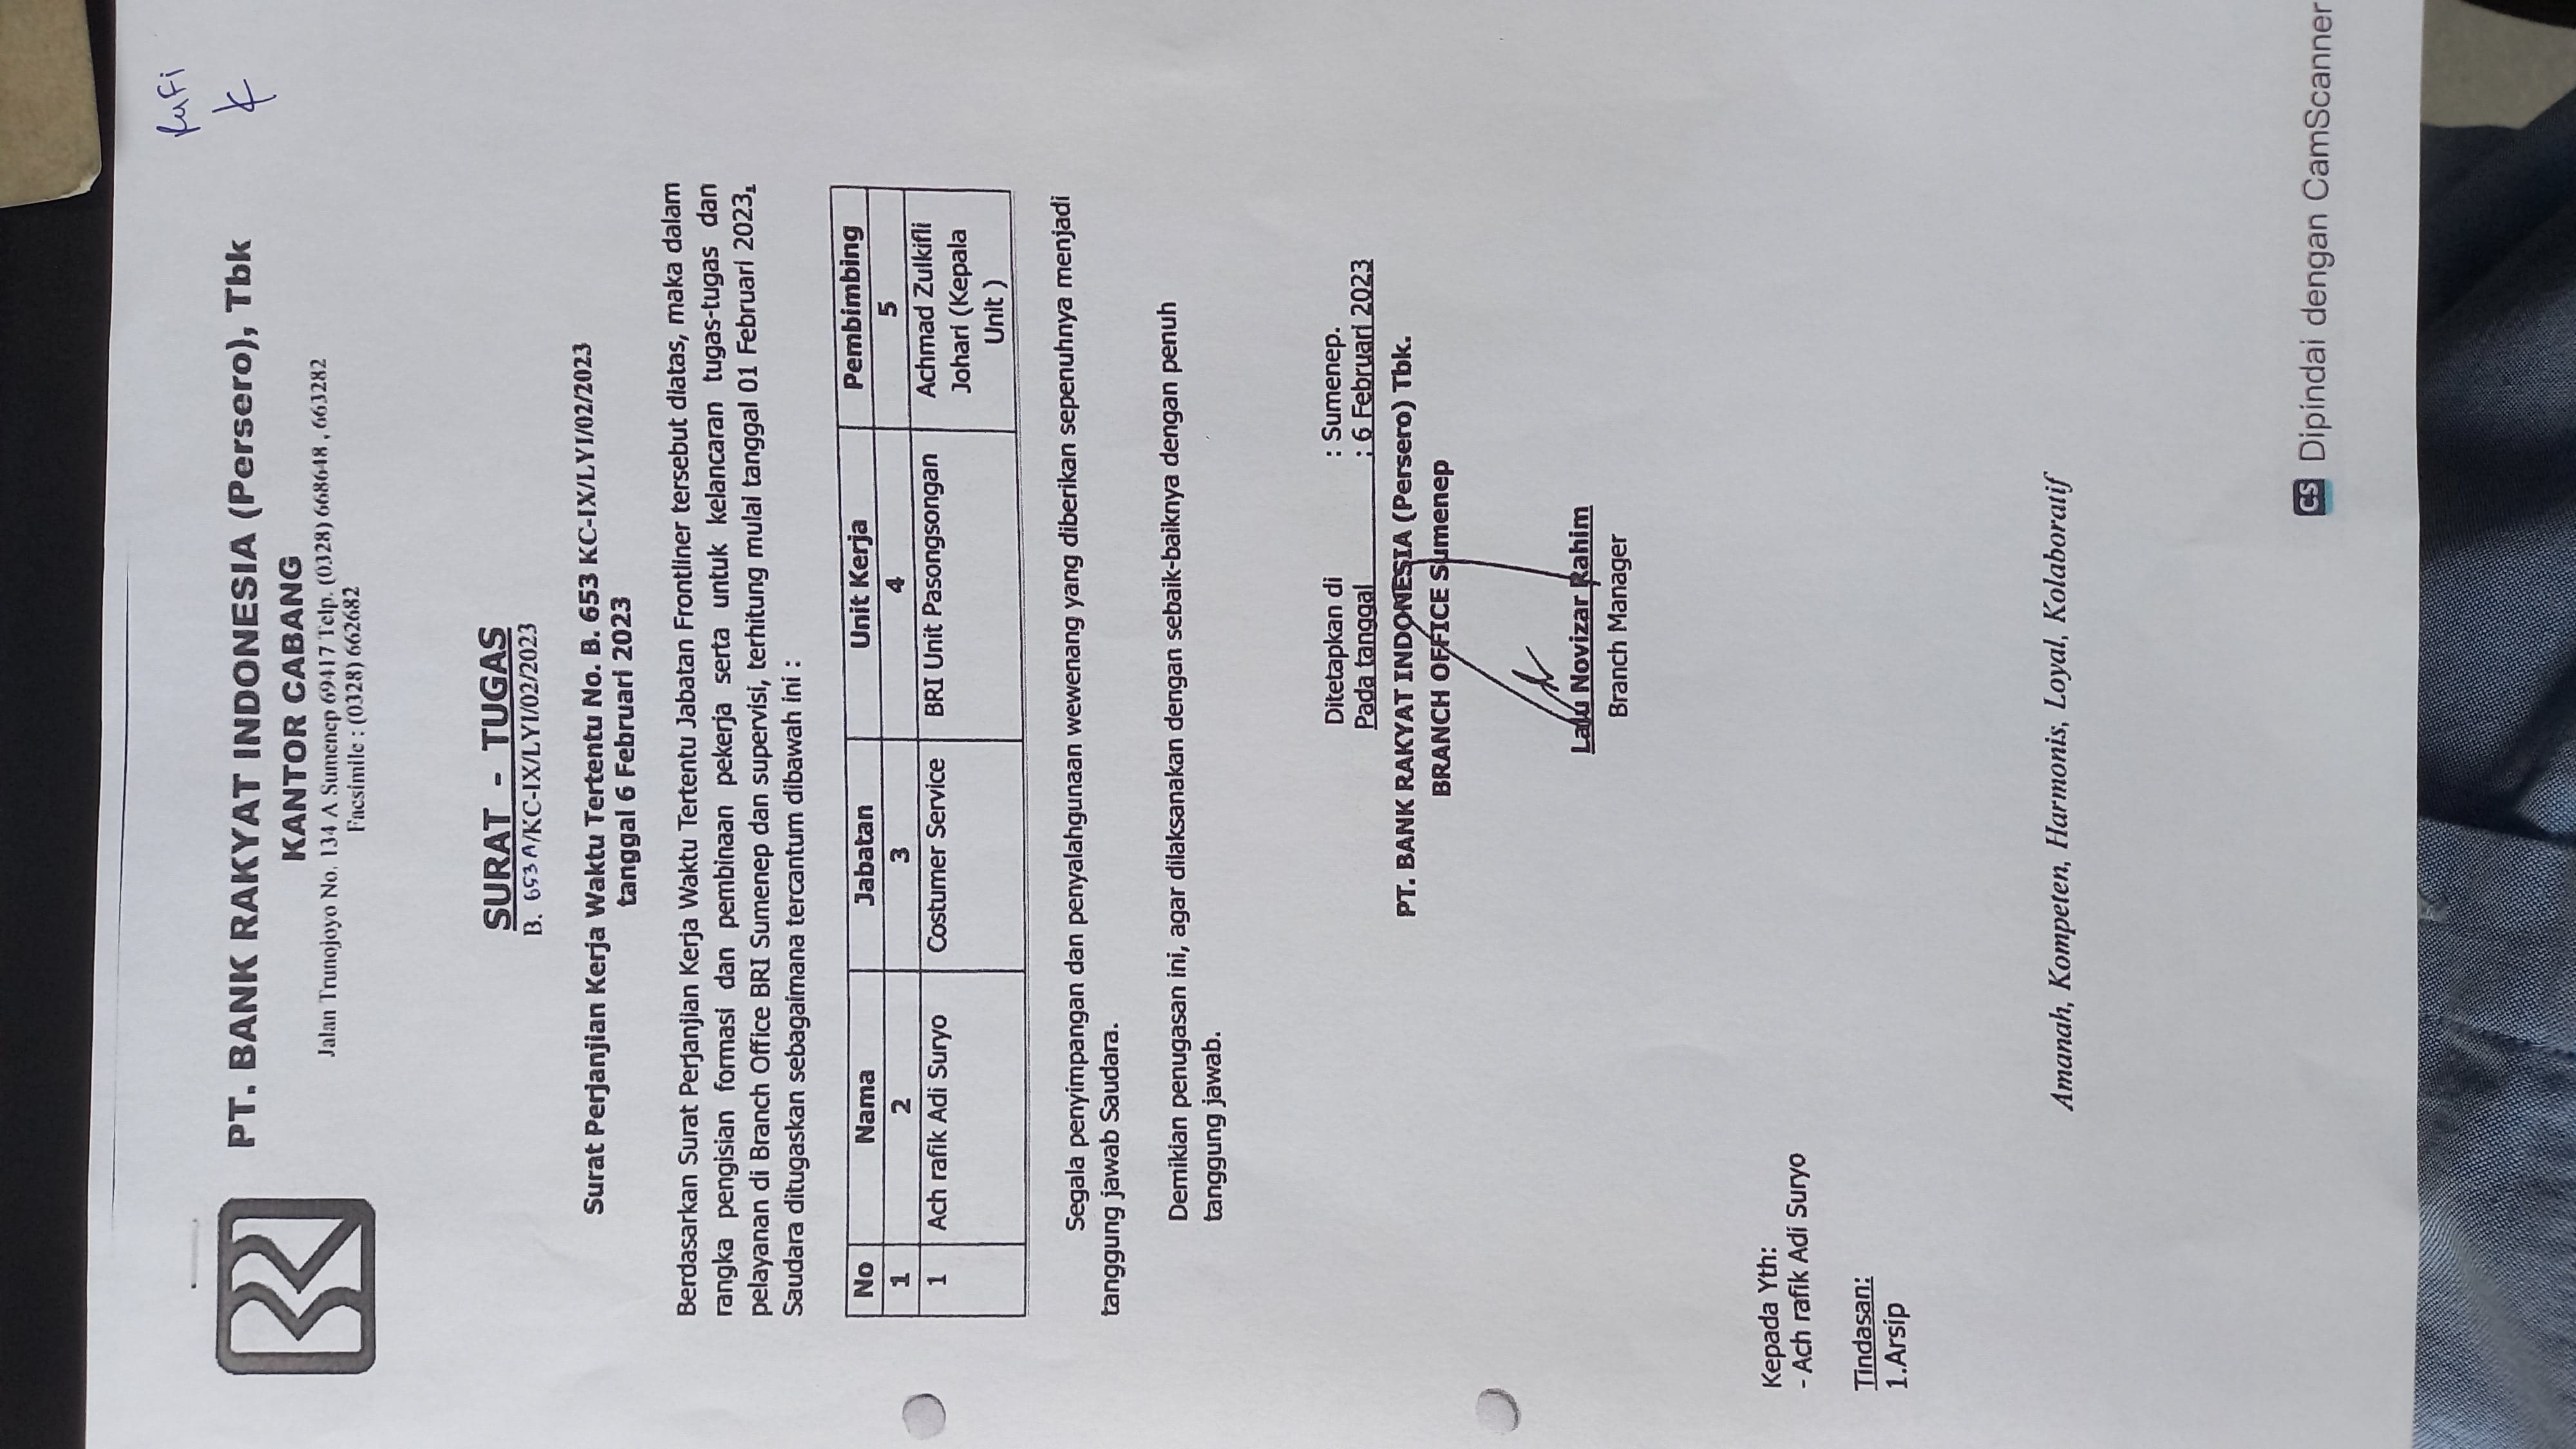 BRI
PT. BANK RAKYAT INDONESIA (Persero), Tbk
KANTOR CABANG
Jalan Trunojoyo No. 134 A Sumenep 69417 Telp. (0328) 668648 , 663282
Facsimile : (0328) 662682
SURAT - TUGAS
B. 653 A/KC-IX/LYI/02/2023
Surat Perjanjian Kerja Waktu Tertentu No. B. 653 KC-IX/LYI/02/2023
tanggal 6 Februari 2023
Berdasarkan Surat Perjanjian Kerja Waktu Tertentu Jabatan Frontliner tersebut diatas, maka dalam
rangka pengisian formasi dan pembinaan pekerja serta untuk kelancaran tugas-tugas dan
pelayanan di Branch Office BRI Sumenep dan supervisi, terhitung mulai tanggal 01 Februari 2023,
Saudara ditugaskan sebagaimana tercantum dibawah ini :
No Nama Jabatan Unit Kerja Pembimbing
1 2 3 4 5
1 Ach rafik Adi Suryo Costumer Service BRI Unit Pasongsongan Achmad Zulkifli
Johari (Kepala
Unit )
Segala penyimpangan dan penyalahgunaan wewenang yang diberikan sepenuhnya menjadi
tanggung jawab Saudara.
Demikian penugasan ini, agar dilaksanakan dengan sebaik-baiknya dengan penuh
tanggung jawab.
Ditetapkan di : Sumenep.
Pada tanggal : 6 Februari 2023
PT. BANK RAKYAT INDONESIA (Persero) Tbk.
BRANCH OFFICE Sumenep
Lalu Novizar Rahim
Branch Manager
Kepada Yth:
- Ach rafik Adi Suryo
Tindasan:
1.Arsip
Amanah, Kompeten, Harmonis, Loyal, Kolaboratif
CS Dipindai dengan CamScanner